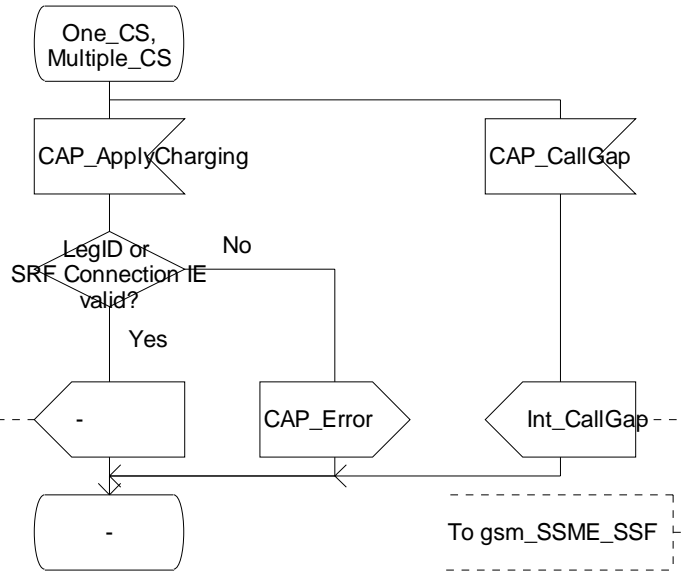 One_CS,
Multiple_CS
CAP_ApplyCharging
CAP_CallGap
LegID or
SRF Connection IE
valid?
No
Yes
-
CAP_Error
Int_CallGap
-
To gsm_SSME_SSF